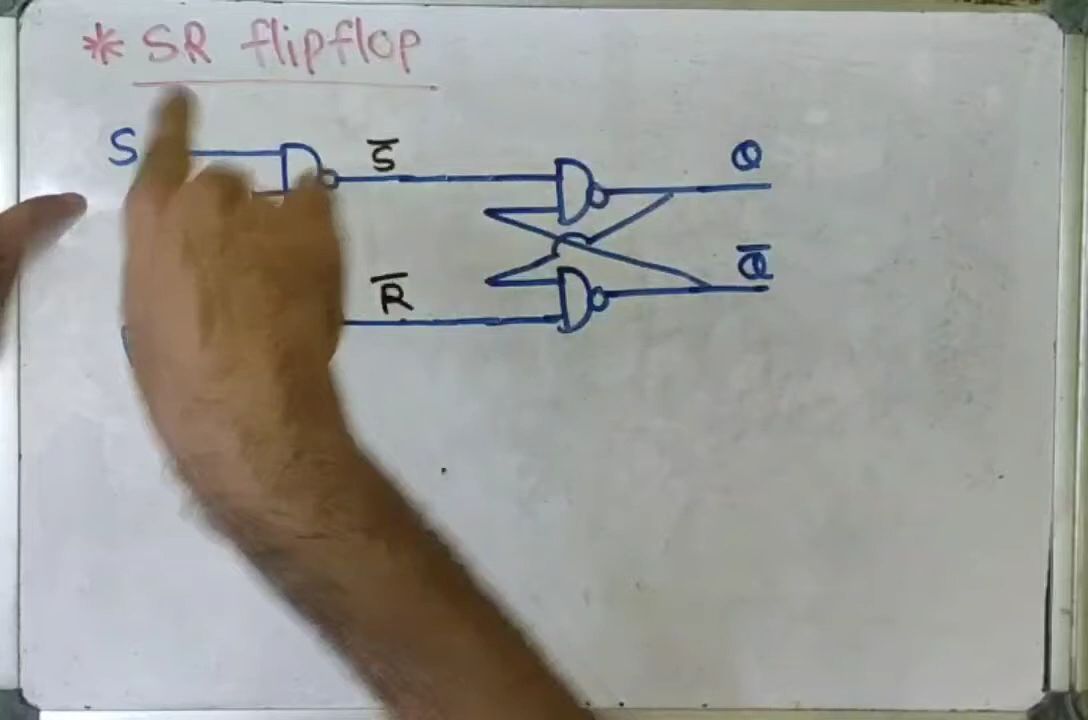 * SR flipflop
S
S̅
Q
R̅
Q̅